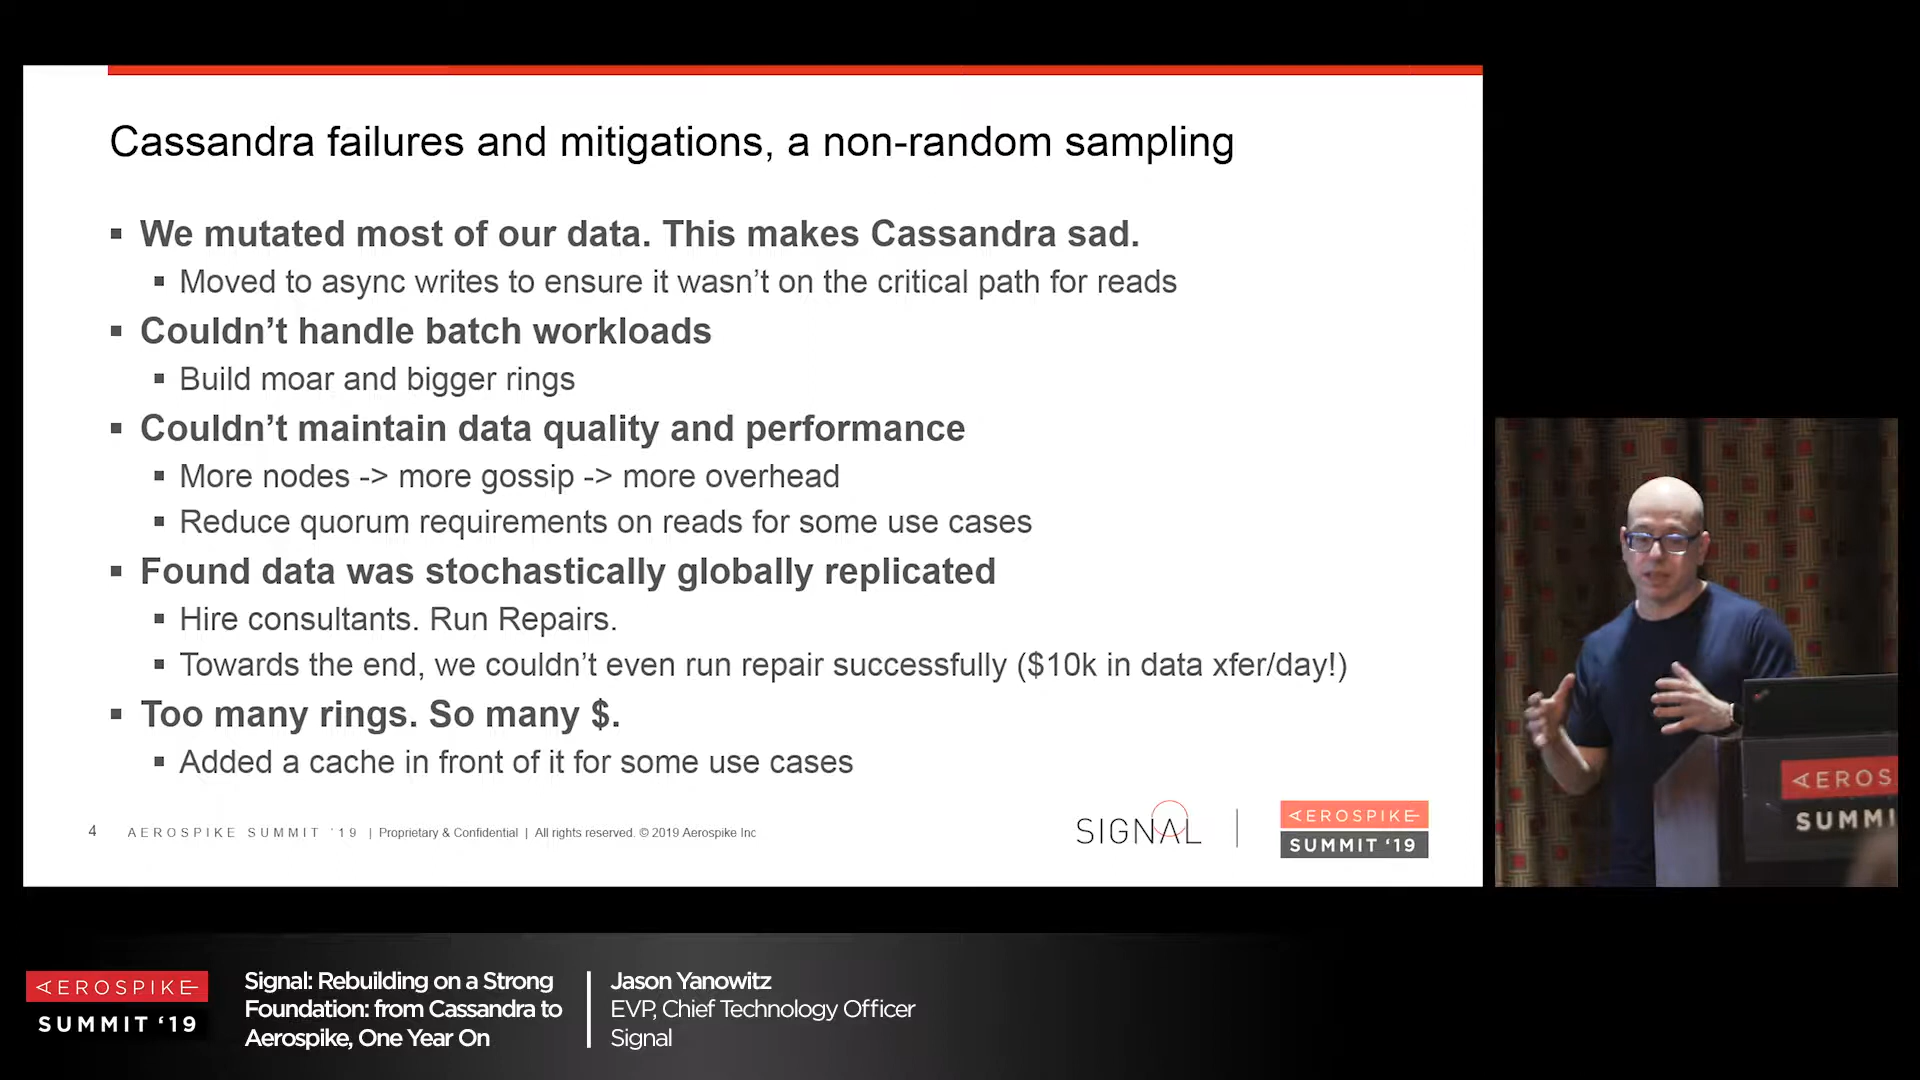 Cassandra failures and mitigations, a non-random sampling
▪ We mutated most of our data. This makes Cassandra sad.
▪ Moved to async writes to ensure it wasn’t on the critical path for reads
▪ Couldn’t handle batch workloads
▪ Build moar and bigger rings
▪ Couldn’t maintain data quality and performance
▪ More nodes -> more gossip -> more overhead
▪ Reduce quorum requirements on reads for some use cases
▪ Found data was stochastically globally replicated
▪ Hire consultants. Run Repairs.
▪ Towards the end, we couldn’t even run repair successfully ($10k in data xfer/day!)
▪ Too many rings. So many $.
▪ Added a cache in front of it for some use cases
4 AEROSPIKE SUMMIT ’19 | Proprietary & Confidential | All rights reserved. © 2019 Aerospike Inc
SIGNAL
AEROSPIKE
SUMMIT ‘19
AEROS
SUMMI
AEROSPIKE
SUMMIT ‘19
Signal: Rebuilding on a Strong
Foundation: from Cassandra to
Aerospike, One Year On
Jason Yanowitz
EVP, Chief Technology Officer
Signal